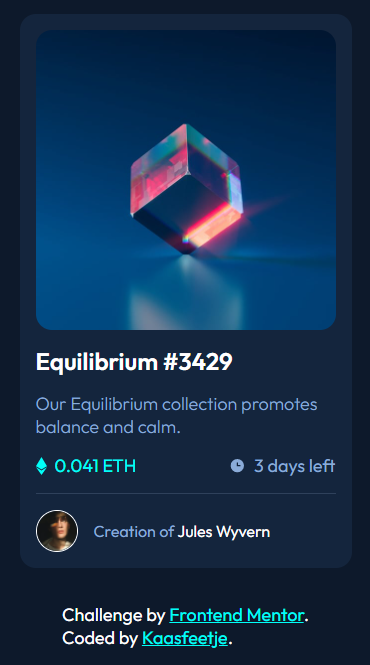 Equilibrium #3429
Our Equilibrium collection promotes
balance and calm.
0.041 ETH
3 days left
Creation of Jules Wyvern
Challenge by Frontend Mentor.
Coded by Kaasfeetje.